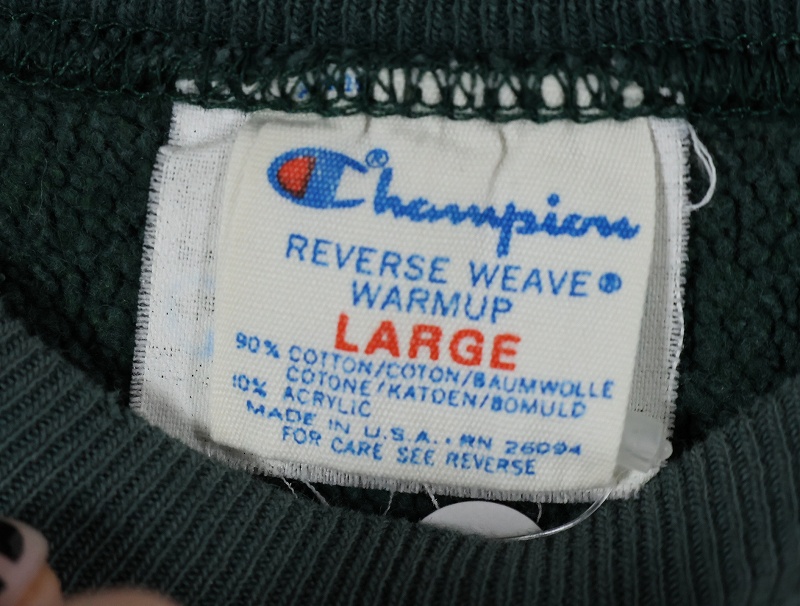 Champion®
REVERSE WEAVE®
WARMUP
LARGE
90% COTTON/COTON/BAUMWOLLE
COTONE/KATOEN/BOMULD
10% ACRYLIC
MADE IN U.S.A. . RN 26094
FOR CARE SEE REVERSE